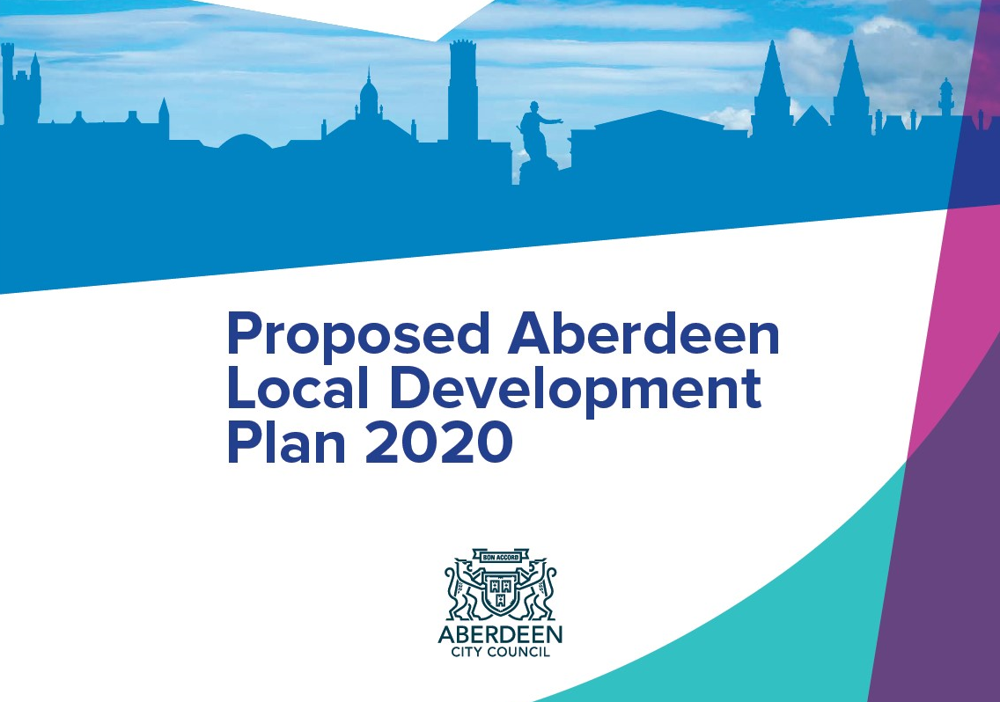 Proposed Aberdeen
Local Development
Plan 2020
BON ACCORD
ABERDEEN
CITY COUNCIL